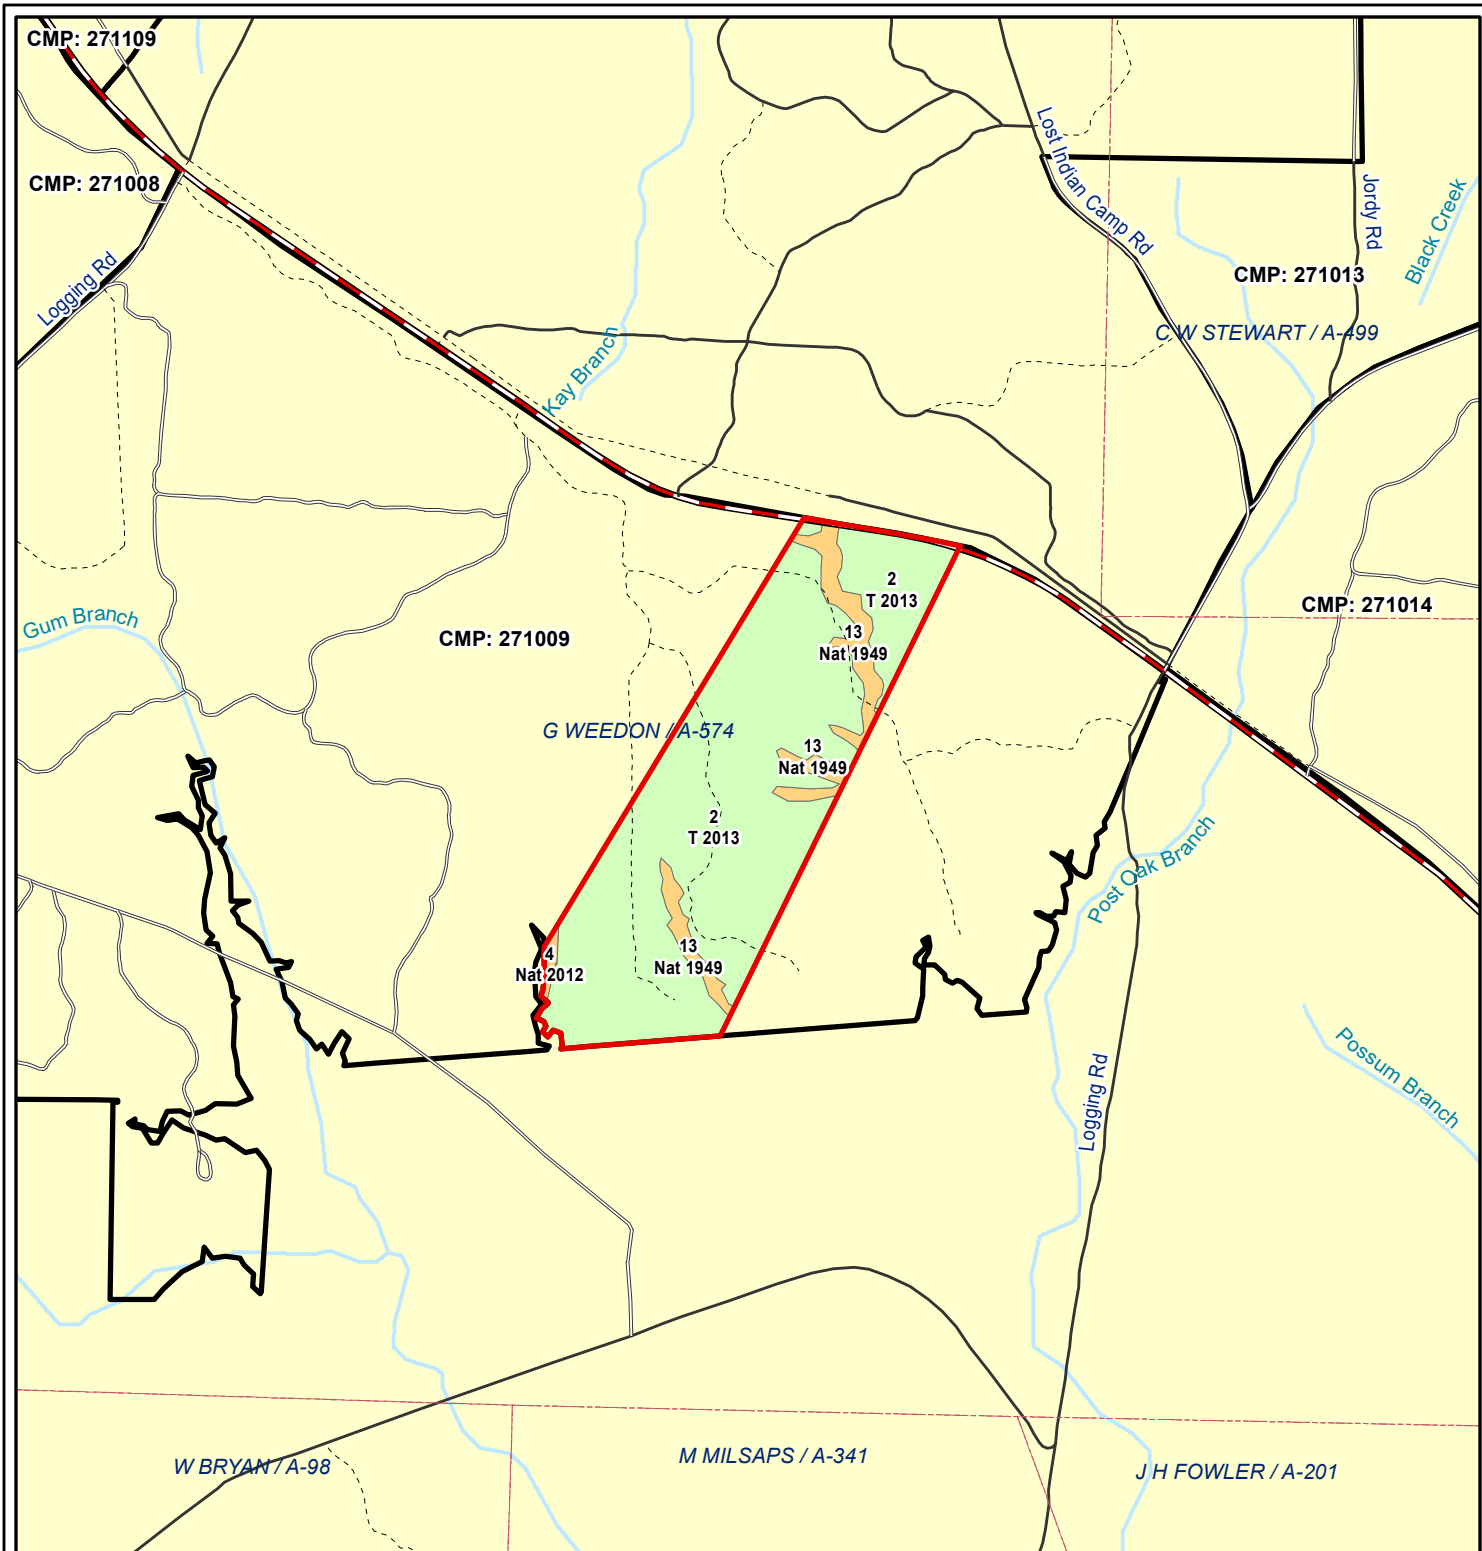 CMP: 271109
CMP: 271008
Logging Rd
Lost Indian Camp Rd
Jordy Rd
Black Creek
CMP: 271013
C W STEWART / A-499
Kay Branch
2
T 2013
CMP: 271014
Gum Branch
CMP: 271009
13
Nat 1949
G WEEDON / A-574
13
Nat 1949
2
T 2013
Post Oak Branch
13
Nat 1949
4
Nat 2012
Possum Branch
Logging Rd
W BRYAN / A-98
M MILSAPS / A-341
J H FOWLER / A-201